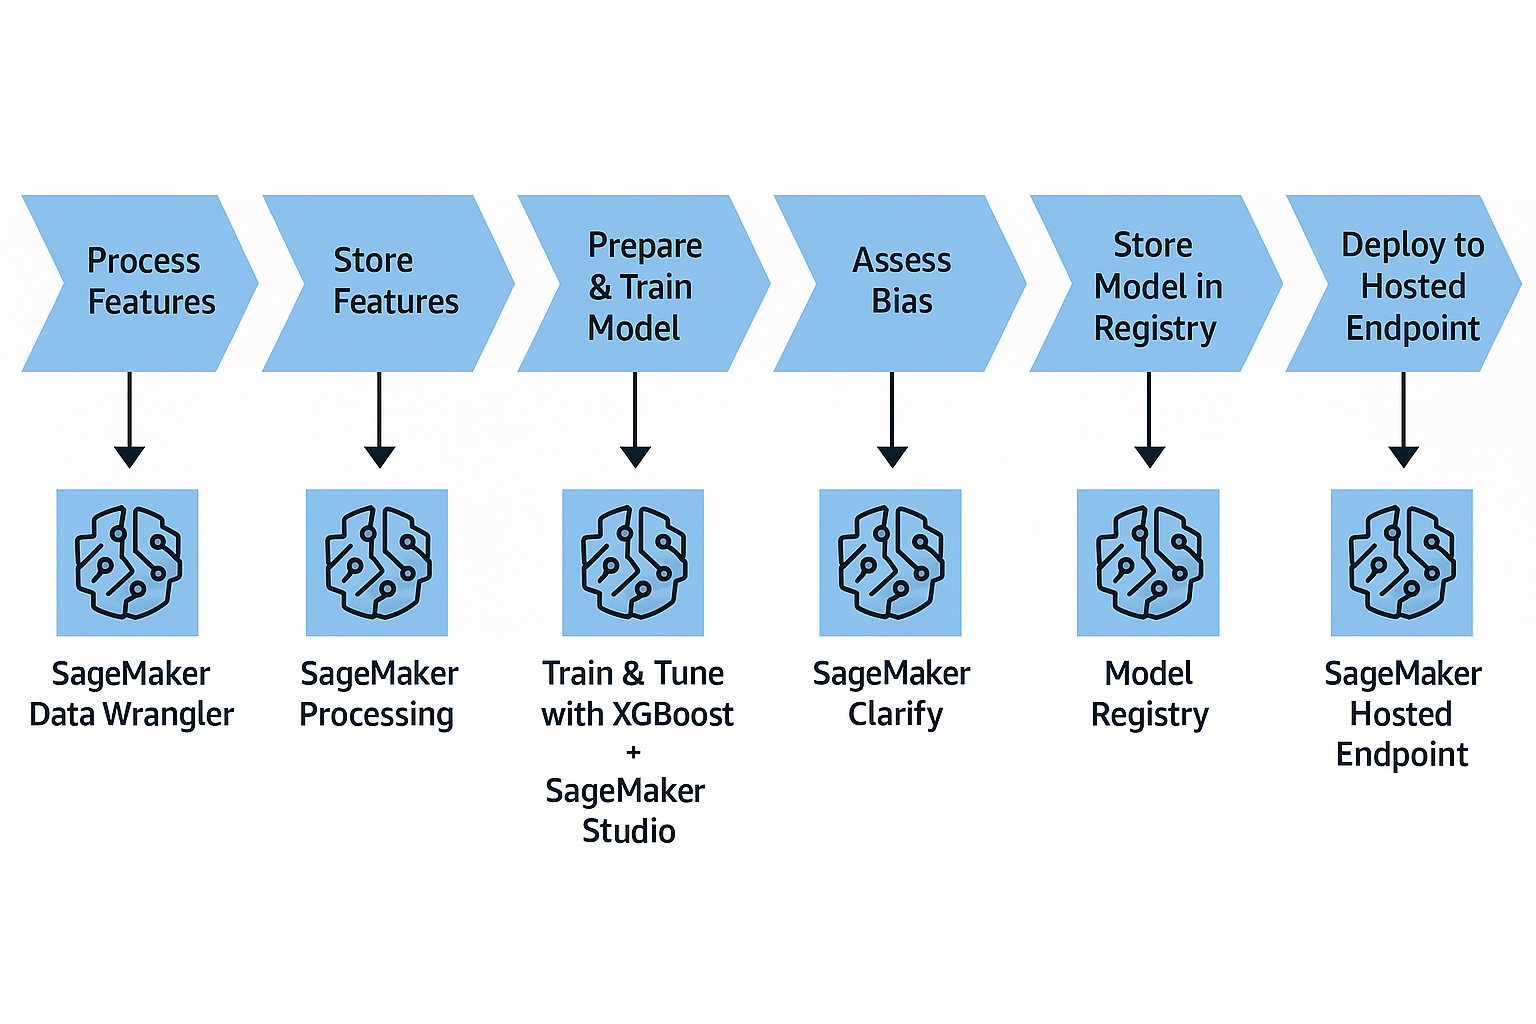 Process
Features
Store
Features
Prepare
& Train
Model
Assess
Bias
Store
Model in
Registry
Deploy to
Hosted
Endpoint
SageMaker
Data Wrangler
SageMaker
Processing
Train & Tune
with XGBoost
+
SageMaker
Studio
SageMaker
Clarify
Model
Registry
SageMaker
Hosted
Endpoint